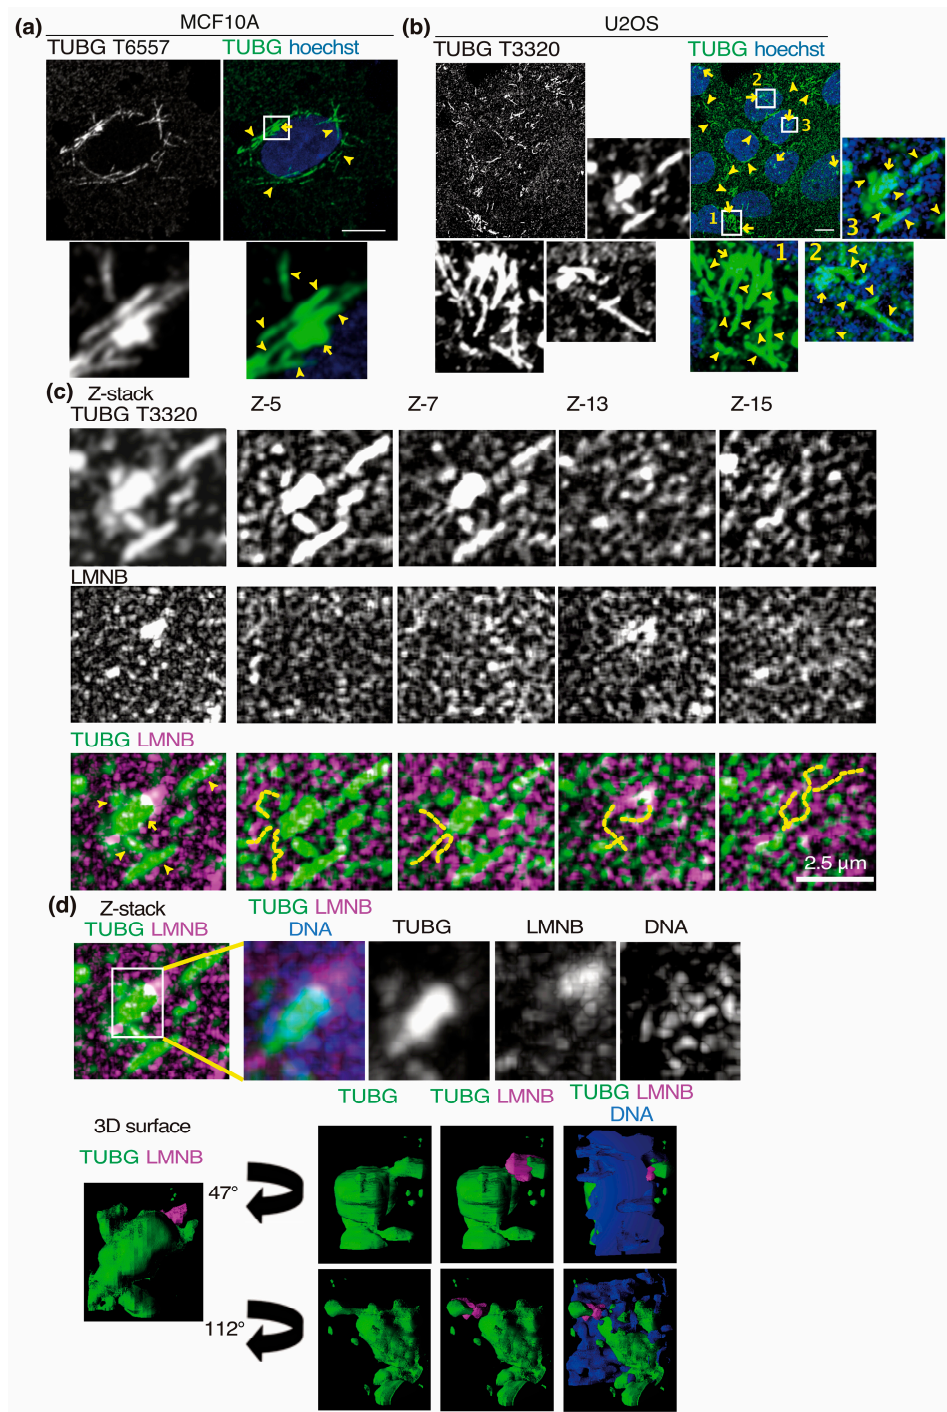 (a) MCF10A
TUBG T6557 TUBG hoechst
(b) U2OS
TUBG T3320 TUBG hoechst
2
3
1
3
1 2
(c) Z-stack
TUBG T3320 Z-5 Z-7 Z-13 Z-15
LMNB
TUBG LMNB
2.5 µm
(d) Z-stack
TUBG LMNB
TUBG LMNB
DNA TUBG LMNB DNA
TUBG TUBG LMNB TUBG LMNB
DNA
3D surface
TUBG LMNB
47°
112°